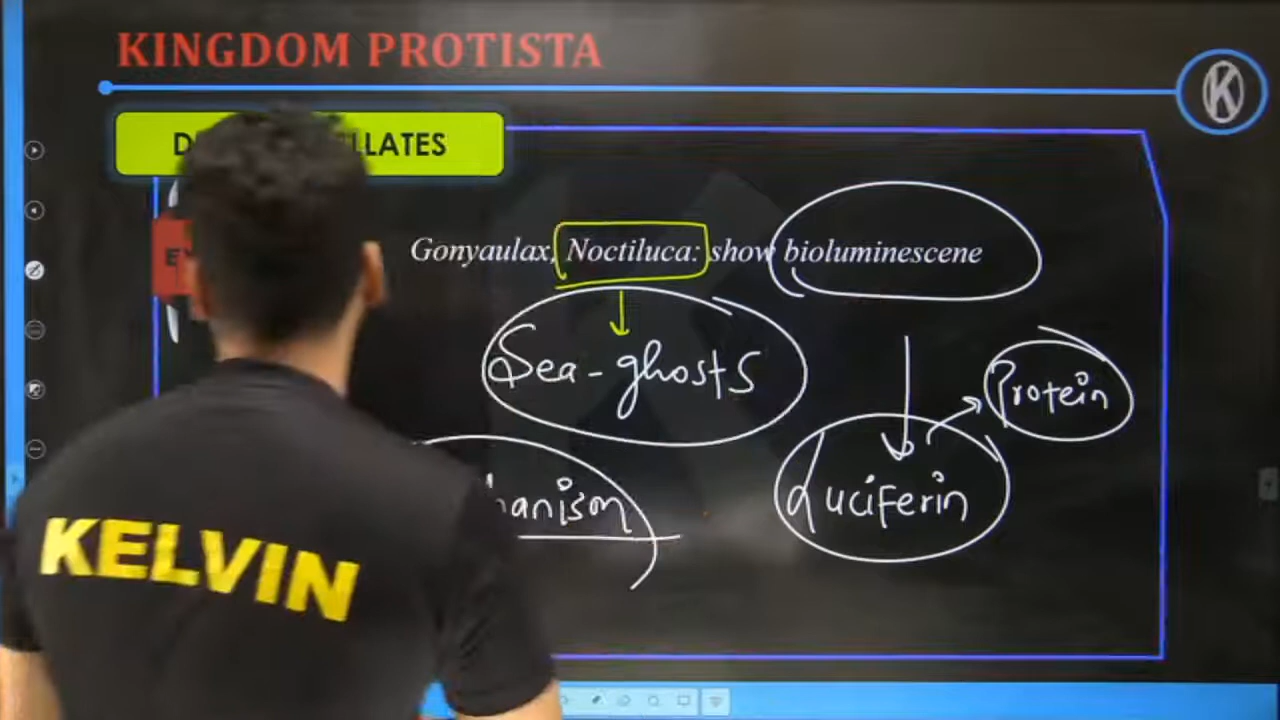 KINGDOM PROTISTA
K
LLATES
Gonyaulax, Noctiluca: show bioluminescene
Sea-ghosts
Protein
Luciferin
hanism
KELVIN